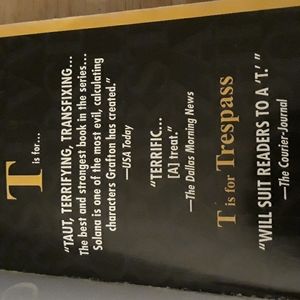 T
is for...
"TAUT, TERRIFYING, TRANSFIXING....
The best and strongest book in the series....
Solana is one of the most evil, calculating
characters Grafton has created."
—USA Today
"TERRIFIC...
[A] treat."
—The Dallas Morning News
T is for Trespass
"WILL SUIT READERS TO A 'T.'"
—The Courier-Journal